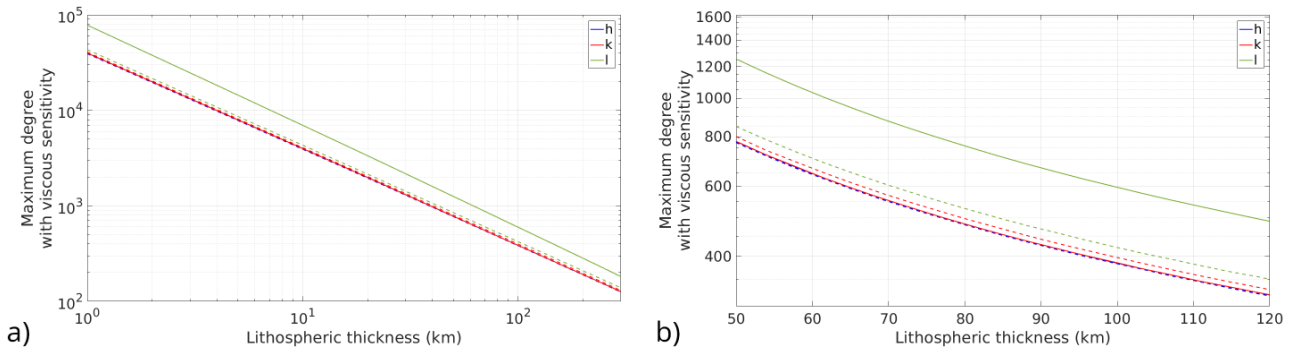 10^5
10^4
10^3
10^2
Maximum degree
with viscous sensitivity
10^0
10^1
10^2
Lithospheric thickness (km)
h
k
l
a)
1600
1400
1200
1000
800
600
400
Maximum degree
with viscous sensitivity
50
60
70
80
90
100
110
120
Lithospheric thickness (km)
h
k
l
b)